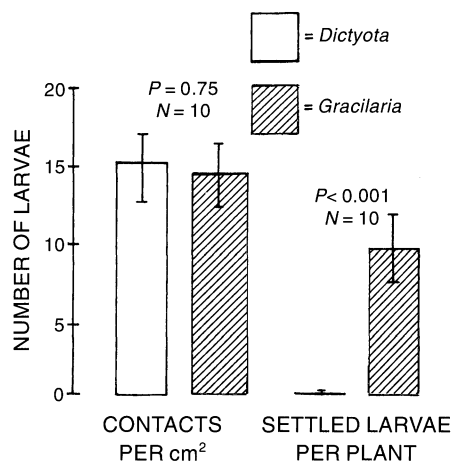 = Dictyota
= Gracilaria
P = 0.75
N = 10
P < 0.001
N = 10
NUMBER OF LARVAE
20
15
10
5
0
CONTACTS
PER cm²
SETTLED LARVAE
PER PLANT